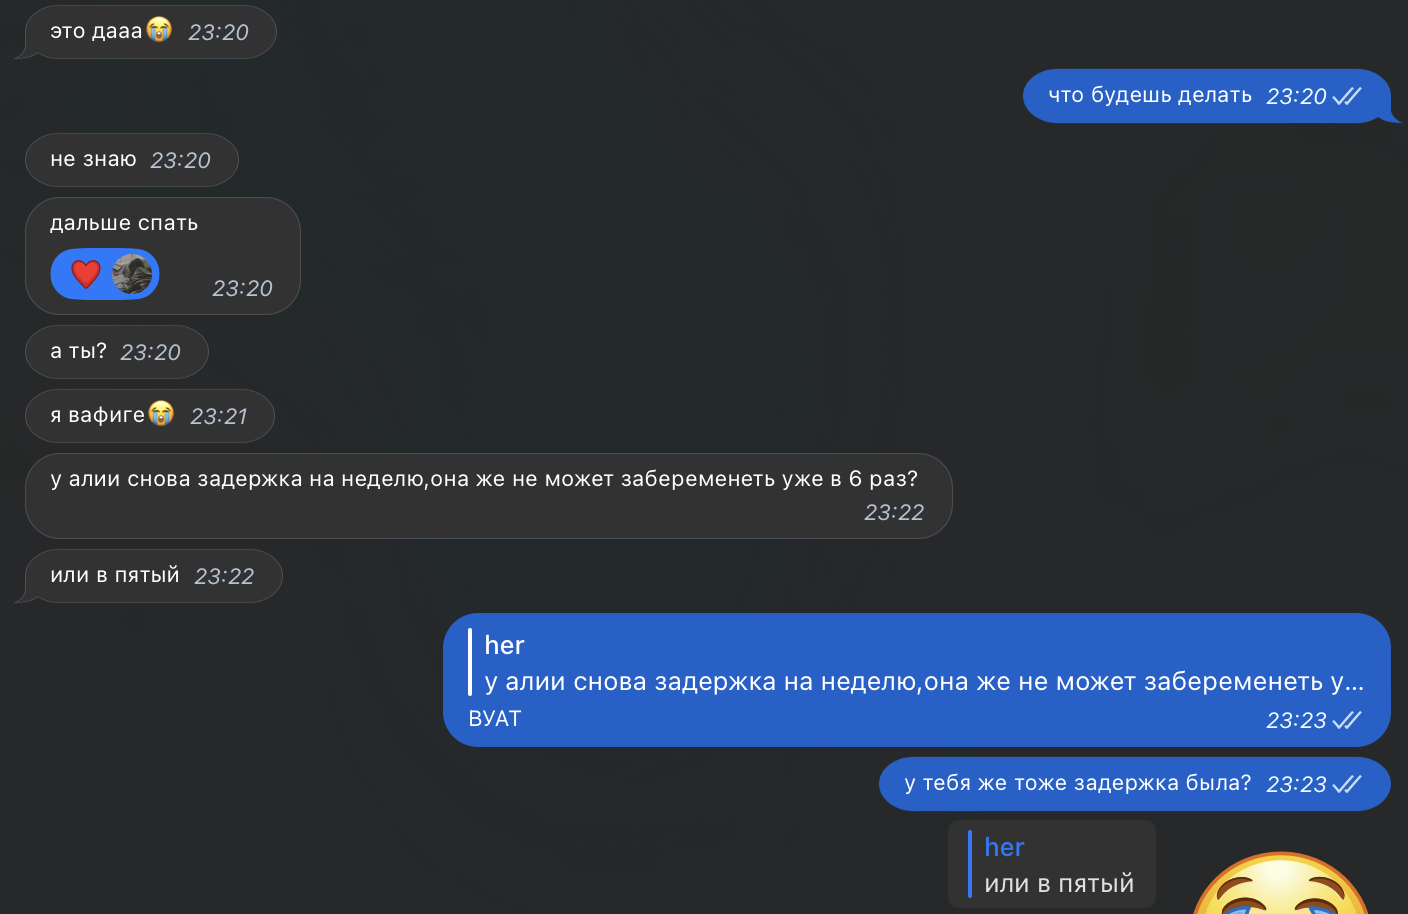 это дааа😭 23:20
что будешь делать 23:20
не знаю 23:20
дальше спать
23:20
а ты? 23:20
я вафиге😭 23:21
у алии снова задержка на неделю,она же не может забеременеть уже в 6 раз?
23:22
или в пятый 23:22
her
у алии снова задержка на неделю,она же не может забеременеть у...
ВУАТ 23:23
у тебя же тоже задержка была? 23:23
her
или в пятый